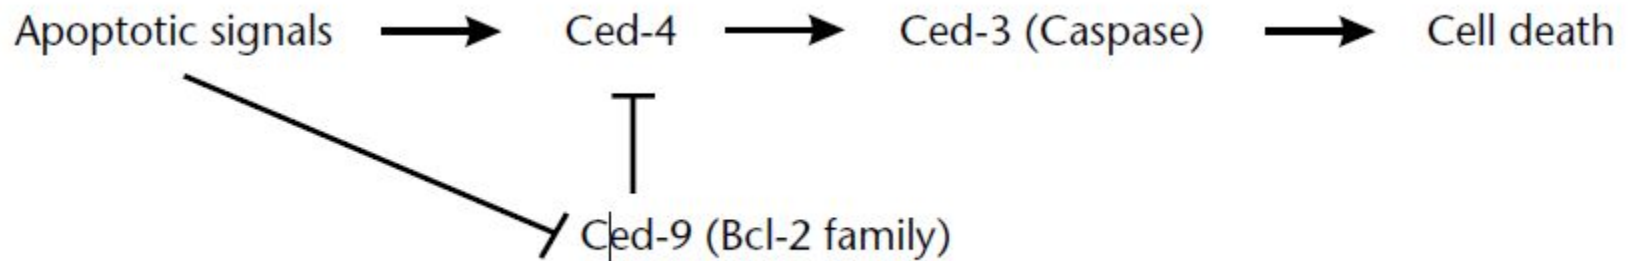 Apoptotic signals Ced-4 Ced-3 (Caspase) Cell death
Ced-9 (Bcl-2 family)